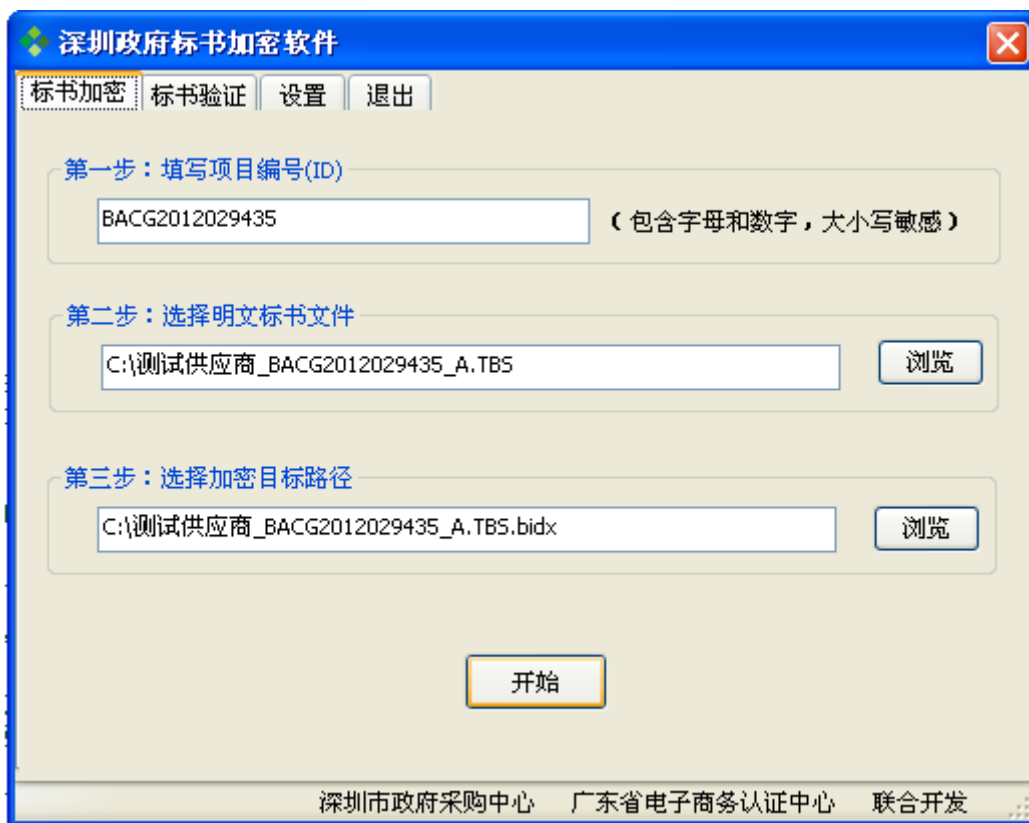 深圳政府标书加密软件
标书加密 标书验证 设置 退出
第一步：填写项目编号(ID)
BACG2012029435 （包含字母和数字，大小写敏感）
第二步：选择明文标书文件
C:\测试供应商_BACG2012029435_A.TBS 浏览
第三步：选择加密目标路径
C:\测试供应商_BACG2012029435_A.TBS.bidx 浏览
开始
深圳市政府采购中心 广东省电子商务认证中心 联合开发